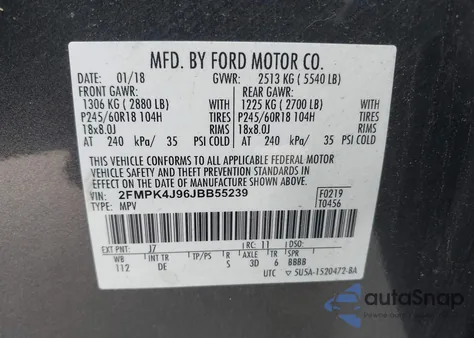 MFD. BY FORD MOTOR CO.
DATE: 01/18 GVWR: 2513 KG ( 5540 LB)
FRONT GAWR: REAR GAWR:
1306 KG ( 2880 LB) 1225 KG ( 2700 LB)
P245/60R18 104H TIRES P245/60R18 104H TIRES
18x8.0J RIMS 18x8.0J RIMS
AT 240 kPa/ 35 PSI COLD AT 240 kPa/ 35 PSI COLD
THIS VEHICLE CONFORMS TO ALL APPLICABLE FEDERAL MOTOR
VEHICLE SAFETY AND THEFT PREVENTION STANDARDS IN EFFECT ON THE
DATE OF MANUFACTURE SHOWN ABOVE.
VIN: 2FMPK4J96JBB55239 F0219
TYPE: MPV T0456
EXT PNT: J7 RC: 11 DSO:
WB INT TR TP/PS R AX TR SPR
112 DE S 3D 6 BBBB
UTC 5U5A-1520472-BA
autoSnap